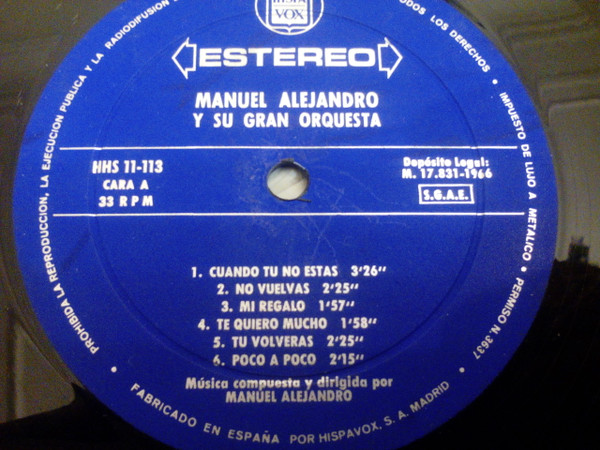 HISPA
VOX
ESTEREO
MANUEL ALEJANDRO
Y SU GRAN ORQUESTA
HHS 11-113
CARA A
33 RPM
Depósito Legal:
M. 17.831-1966
S.G.A.E.
1. CUANDO TU NO ESTAS 3'26"
2. NO VUELVAS 2'25"
3. MI REGALO 1'57"
4. TE QUIERO MUCHO 1'58"
5. TU VOLVERAS 2'25"
6. POCO A POCO 2'15"
Música compuesta y dirigida por
MANUEL ALEJANDRO
PROHIBIDA LA REPRODUCCION, LA EJECUCION PUBLICA Y LA RADIODIFUSION
DOS LOS DERECHOS • IMPUESTO DE LUJO A METALICO • PERMISO N. 3637
• FABRICADO EN ESPAÑA POR HISPAVOX, S. A. MADRID •